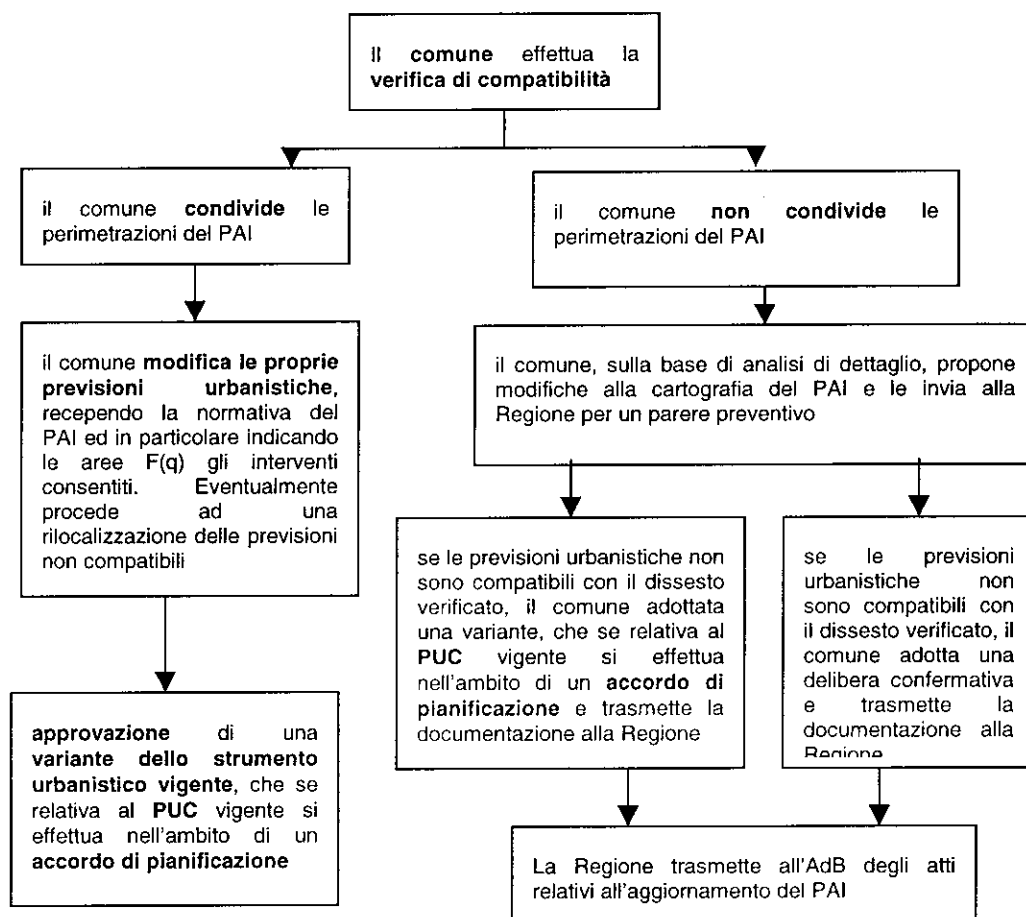 Il comune effettua la
verifica di compatibilità
il comune condivide le
perimetrazioni del PAI
il comune non condivide le
perimetrazioni del PAI
il comune modifica le proprie
previsioni urbanistiche,
recependo la normativa del
PAI ed in particolare indicando
le aree F(q) gli interventi
consentiti. Eventualmente
procede ad una
rilocalizzazione delle previsioni
non compatibili
il comune, sulla base di analisi di dettaglio, propone
modifiche alla cartografia del PAI e le invia alla
Regione per un parere preventivo
se le previsioni urbanistiche non
sono compatibili con il dissesto
verificato, il comune adottata
una variante, che se relativa al
PUC vigente si effettua
nell'ambito di un accordo di
pianificazione e trasmette la
documentazione alla Regione
se le previsioni
urbanistiche non
sono compatibili con
il dissesto verificato, il
comune adotta una
delibera confermativa
e trasmette la
documentazione alla
Regione
approvazione di una
variante dello strumento
urbanistico vigente, che se
relativa al PUC vigente si
effettua nell'ambito di un
accordo di pianificazione
La Regione trasmette all'AdB degli atti
relativi all'aggiornamento del PAI